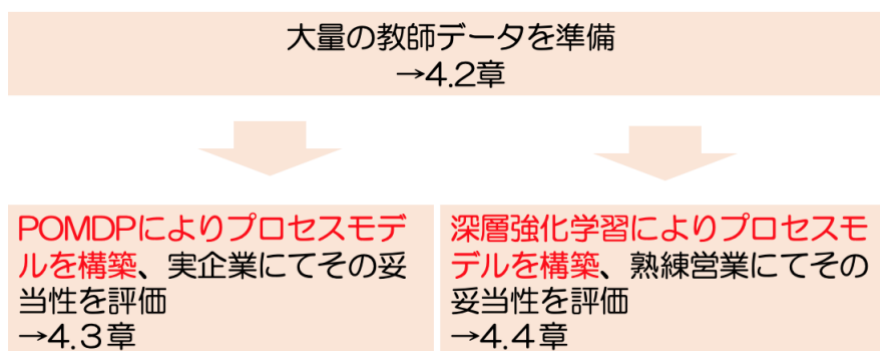 大量の教師データを準備
→4.2章
POMDPによりプロセスモデ
ルを構築、実企業にてその妥
当性を評価
→4.３章
深層強化学習によりプロセスモ
デルを構築、熟練営業にてその
妥当性を評価
→4.４章